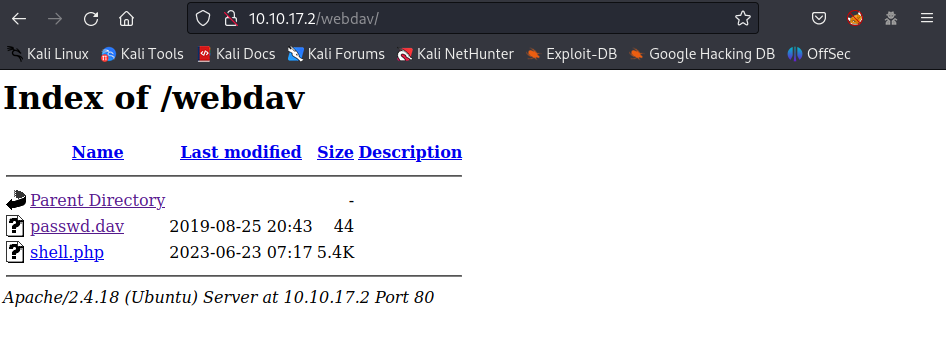 10.10.17.2/webdav/
Kali Linux Kali Tools Kali Docs Kali Forums Kali NetHunter Exploit-DB Google Hacking DB OffSec
Index of /webdav
Name Last modified Size Description
Parent Directory -
passwd.dav 2019-08-25 20:43 44
shell.php 2023-06-23 07:17 5.4K
Apache/2.4.18 (Ubuntu) Server at 10.10.17.2 Port 80